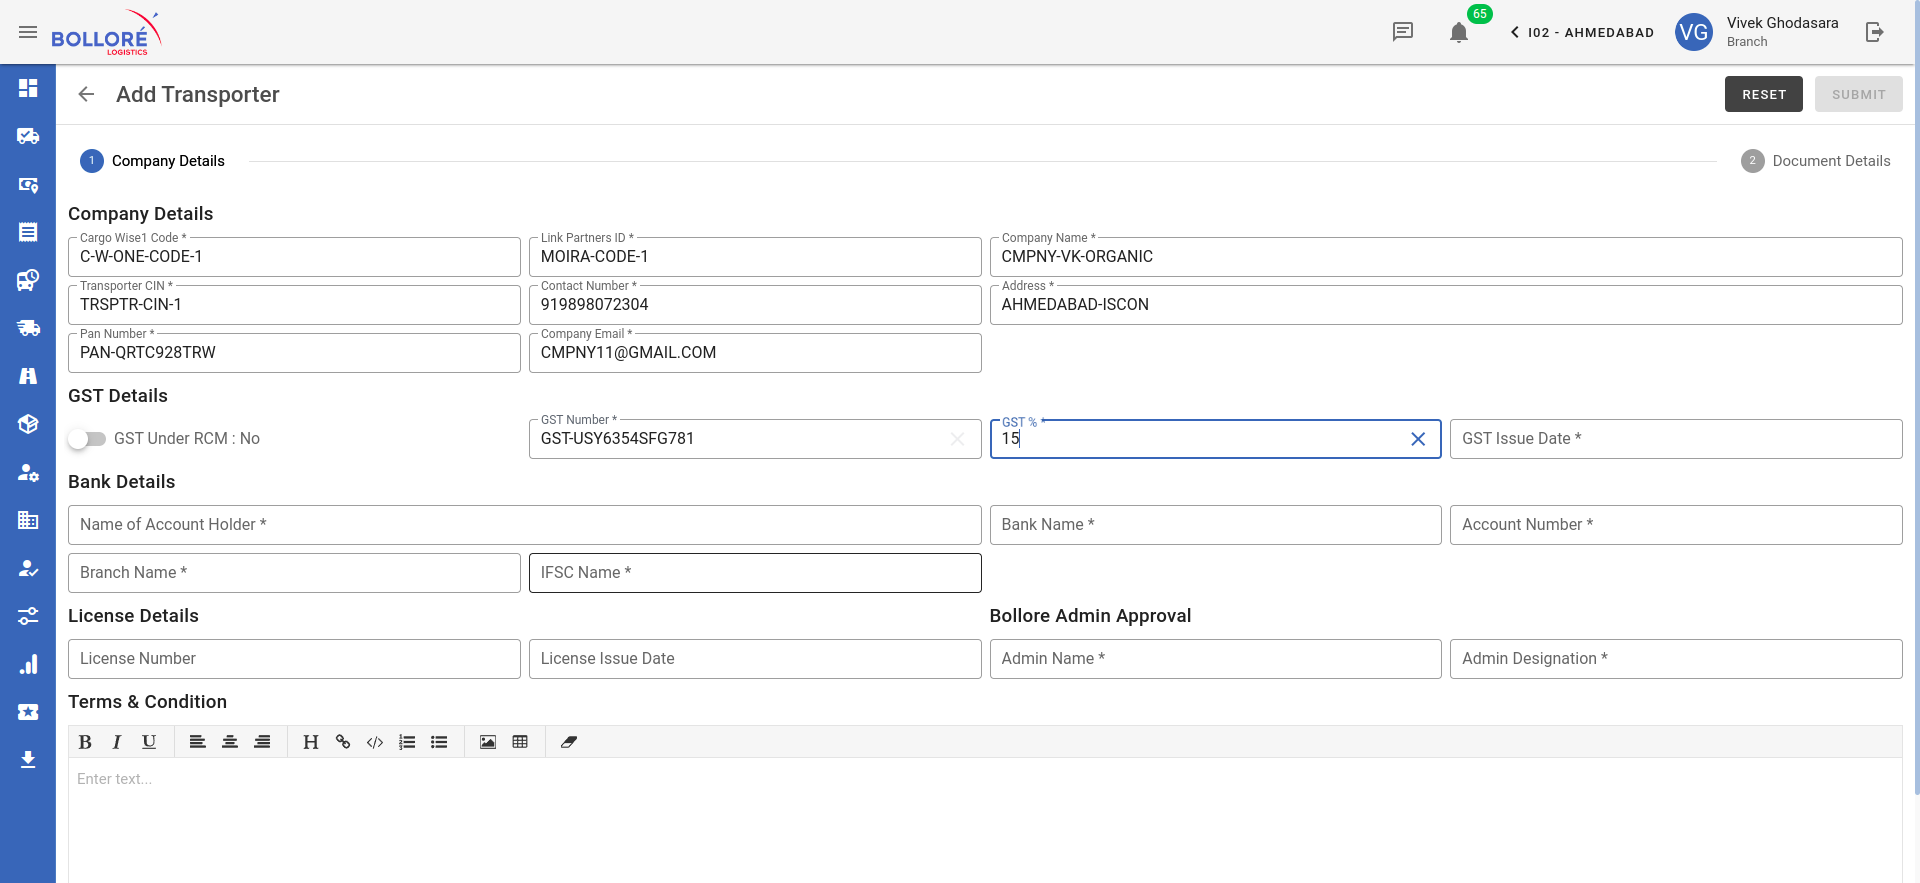 BOLLORÉ
LOGISTICS
65
I02 - AHMEDABAD
VG
Vivek Ghodasara
Branch
Add Transporter
RESET
SUBMIT
1
Company Details
2
Document Details
Company Details
Cargo Wise1 Code *
C-W-ONE-CODE-1
Link Partners ID *
MOIRA-CODE-1
Company Name *
CMPNY-VK-ORGANIC
Transporter CIN *
TRSPTR-CIN-1
Contact Number *
919898072304
Address *
AHMEDABAD-ISCON
Pan Number *
PAN-QRTC928TRW
Company Email *
CMPNY11@GMAIL.COM
GST Details
GST Under RCM : No
GST Number *
GST-USY6354SFG781
GST % *
15
GST Issue Date *
Bank Details
Name of Account Holder *
Bank Name *
Account Number *
Branch Name *
IFSC Name *
License Details
Bollore Admin Approval
License Number
License Issue Date
Admin Name *
Admin Designation *
Terms & Condition
B I U H </>
Enter text...